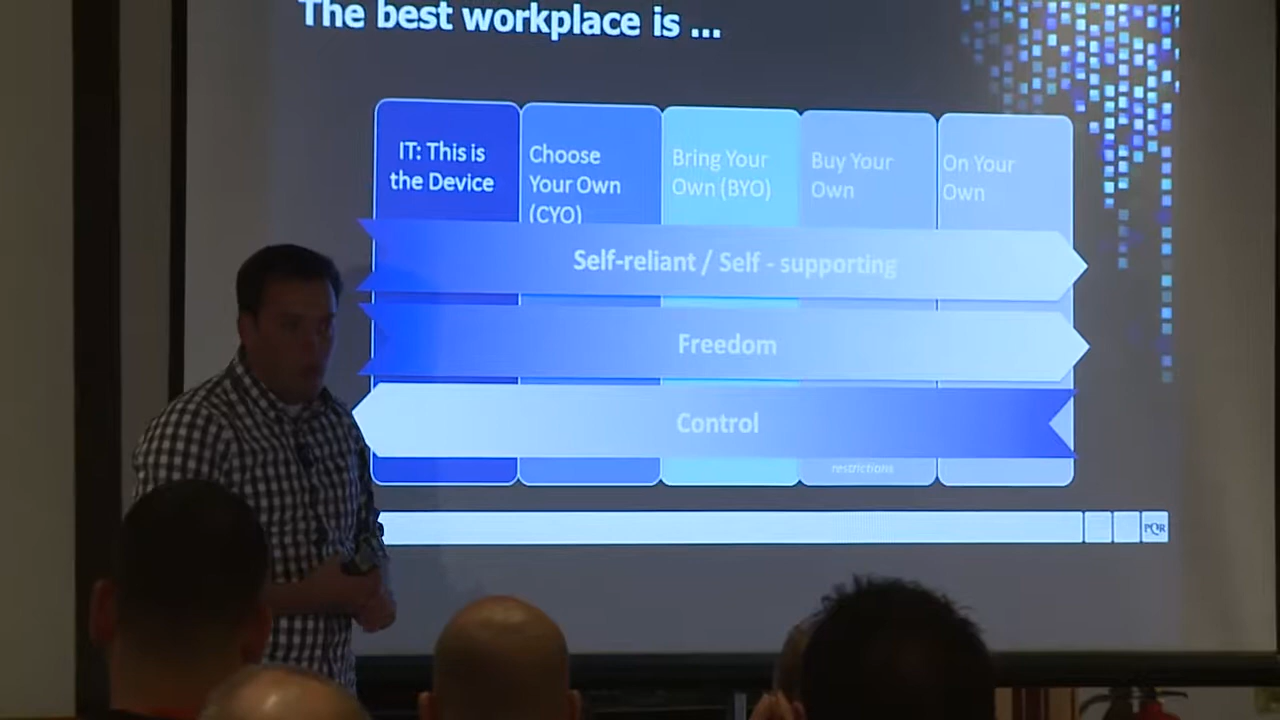 The best workplace is ...
IT: This is
the Device
Choose
Your Own
(CYO)
Bring Your
Own (BYO)
Buy Your
Own
On Your
Own
Self-reliant / Self - supporting
Freedom
Control
restrictions
PQR